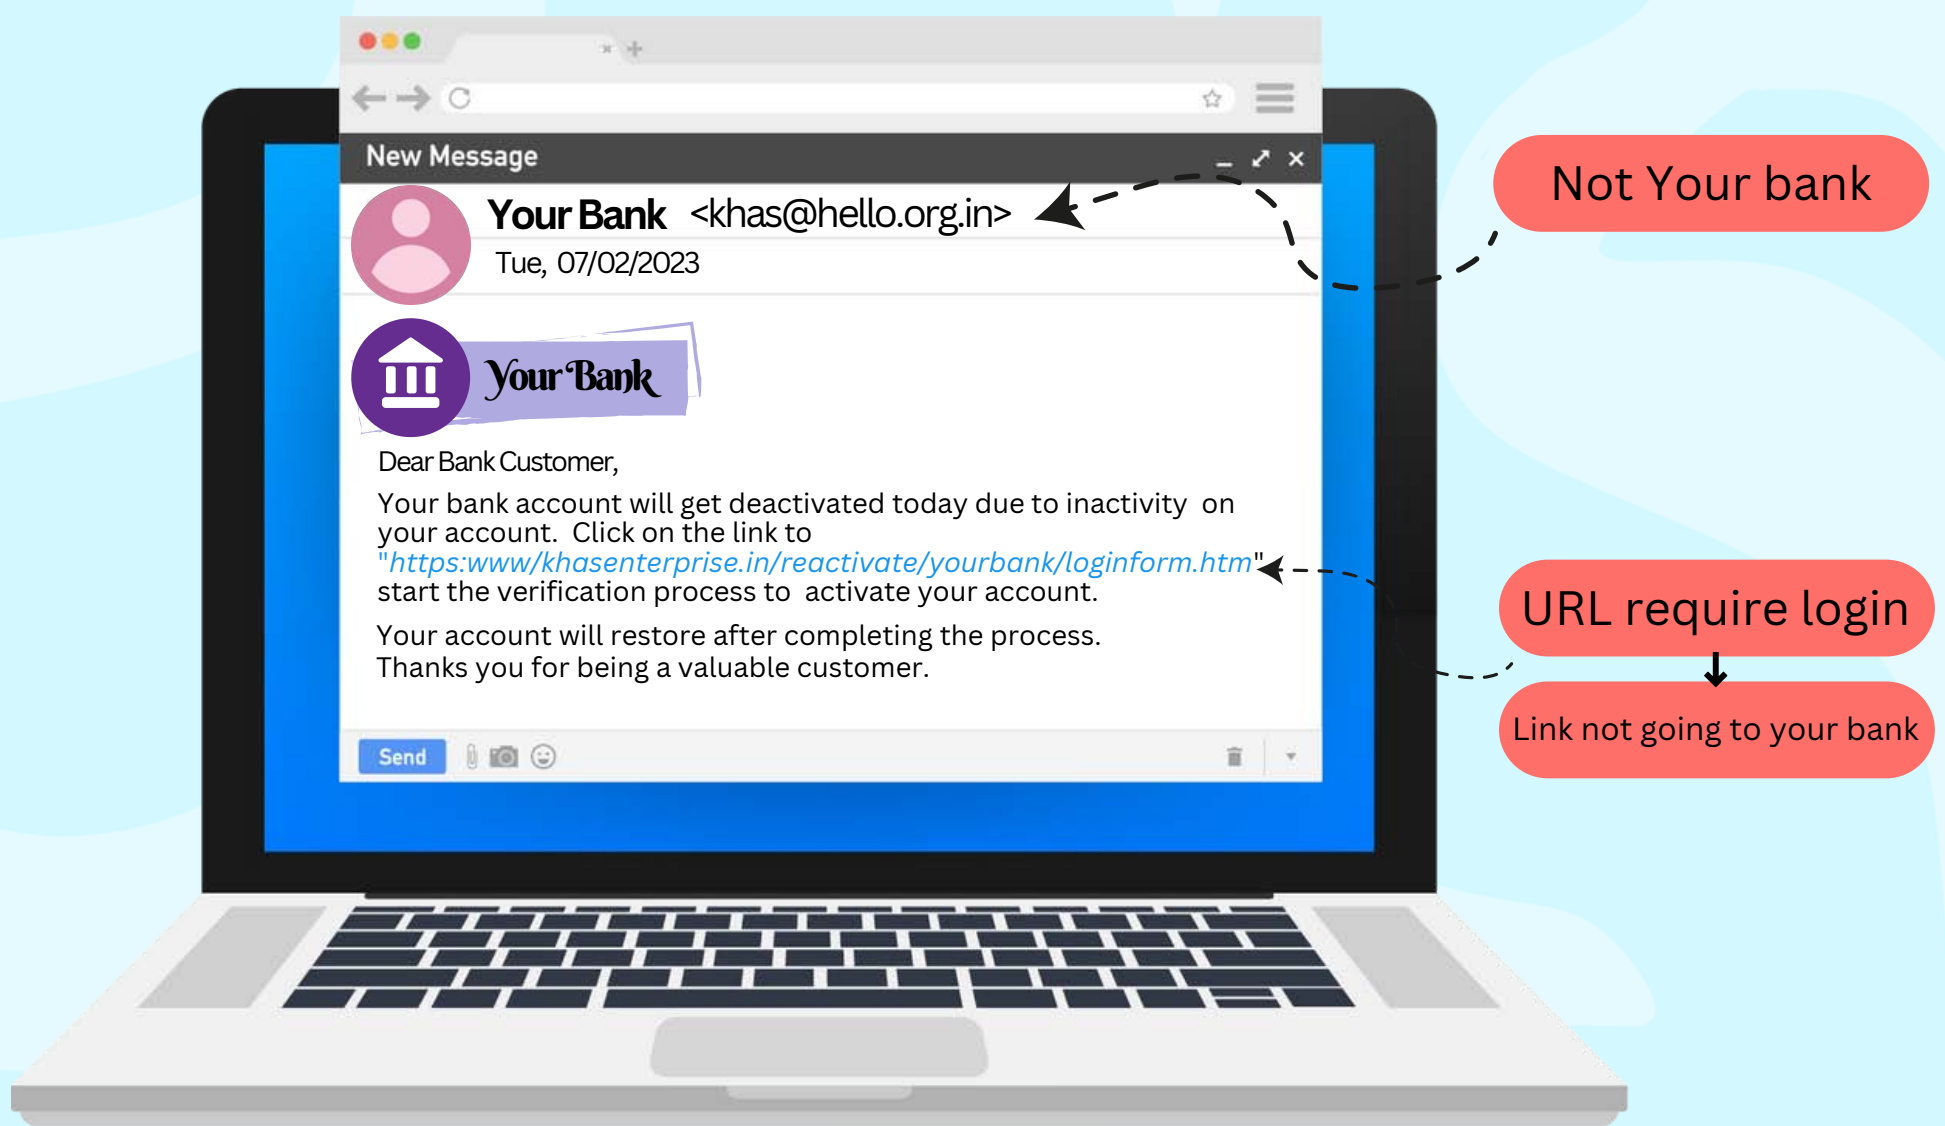 New Message
Your Bank <khas@hello.org.in>
Tue, 07/02/2023
Your Bank
Dear Bank Customer,
Your bank account will get deactivated today due to inactivity on
your account. Click on the link to
"https:www/khasenterprise.in/reactivate/yourbank/loginform.htm"
start the verification process to activate your account.
Your account will restore after completing the process.
Thanks you for being a valuable customer.
Send
Not Your bank
URL require login
Link not going to your bank